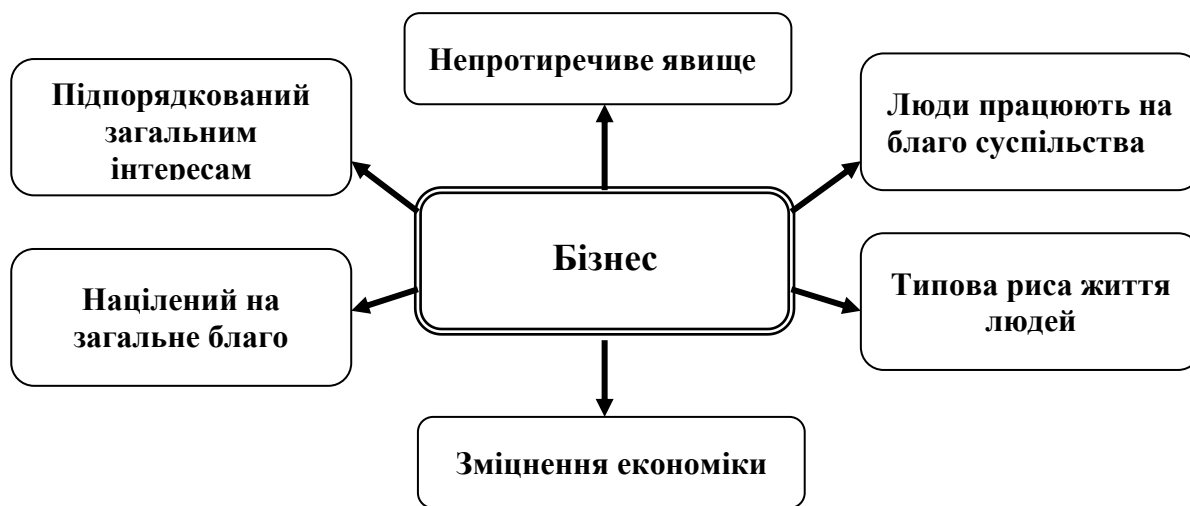 Непротиречиве явище
Підпорядкований
загальним
інтересам
Люди працюють на
благо суспільства
Бізнес
Націлений на
загальне благо
Типова риса життя
людей
Зміцнення економіки